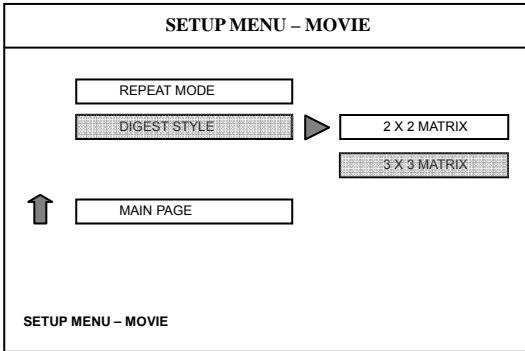 SETUP MENU – MOVIE
REPEAT MODE
DIGEST STYLE
2 X 2 MATRIX
3 X 3 MATRIX
MAIN PAGE
SETUP MENU – MOVIE